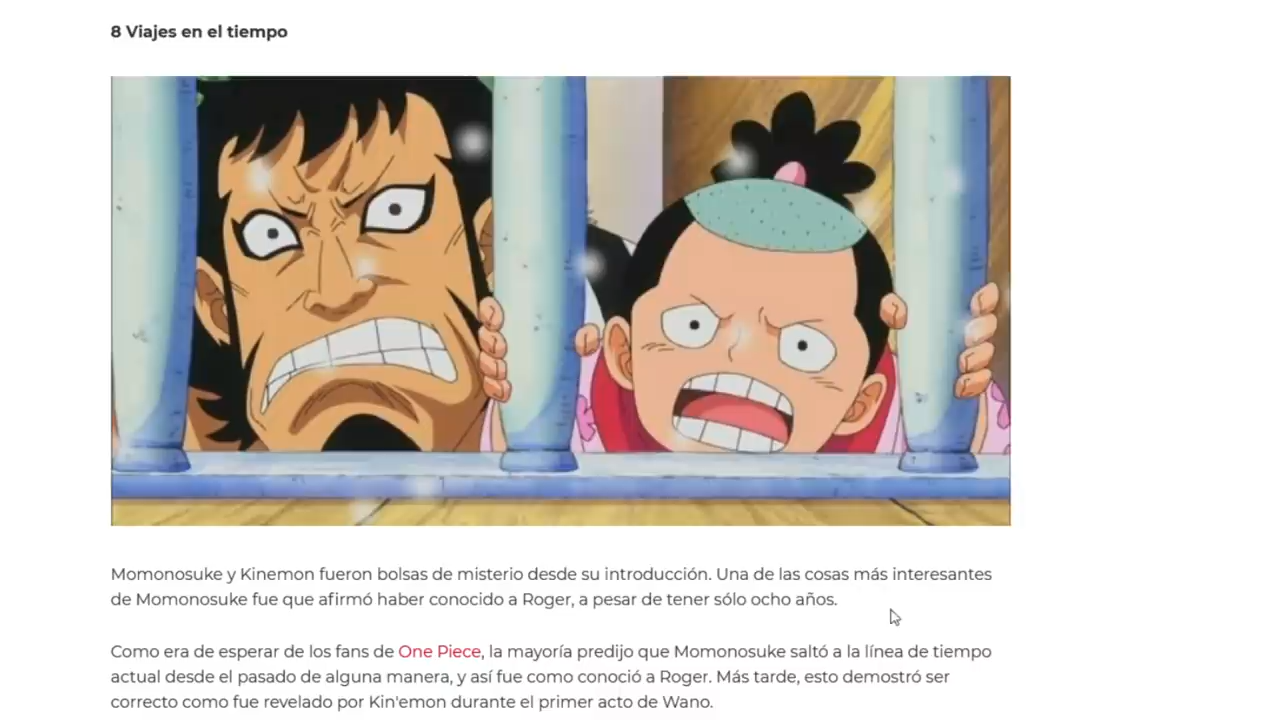 8 Viajes en el tiempo
Momonosuke y Kinemon fueron bolsas de misterio desde su introducción. Una de las cosas más interesantes
de Momonosuke fue que afirmó haber conocido a Roger, a pesar de tener sólo ocho años.
Como era de esperar de los fans de One Piece, la mayoría predijo que Momonosuke saltó a la línea de tiempo
actual desde el pasado de alguna manera, y así fue como conoció a Roger. Más tarde, esto demostró ser
correcto como fue revelado por Kin'emon durante el primer acto de Wano.